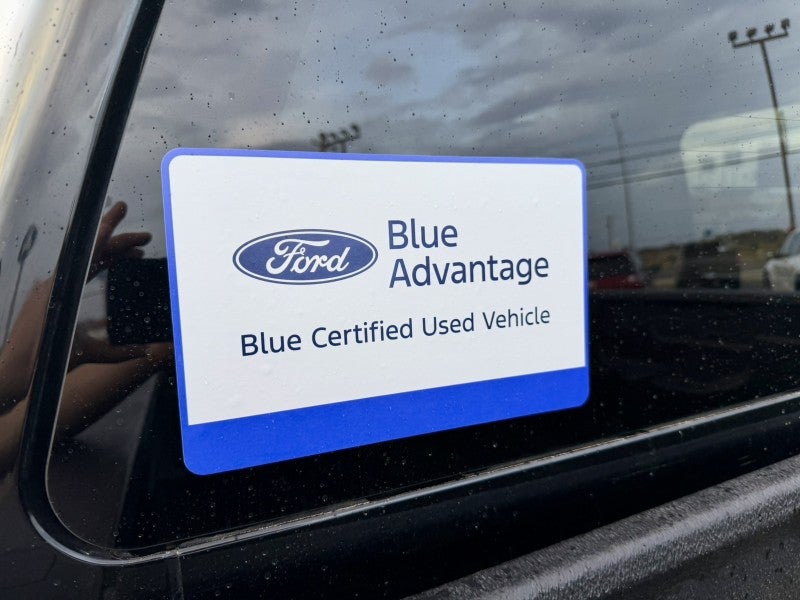 Ford
Blue
Advantage
Blue Certified Used Vehicle